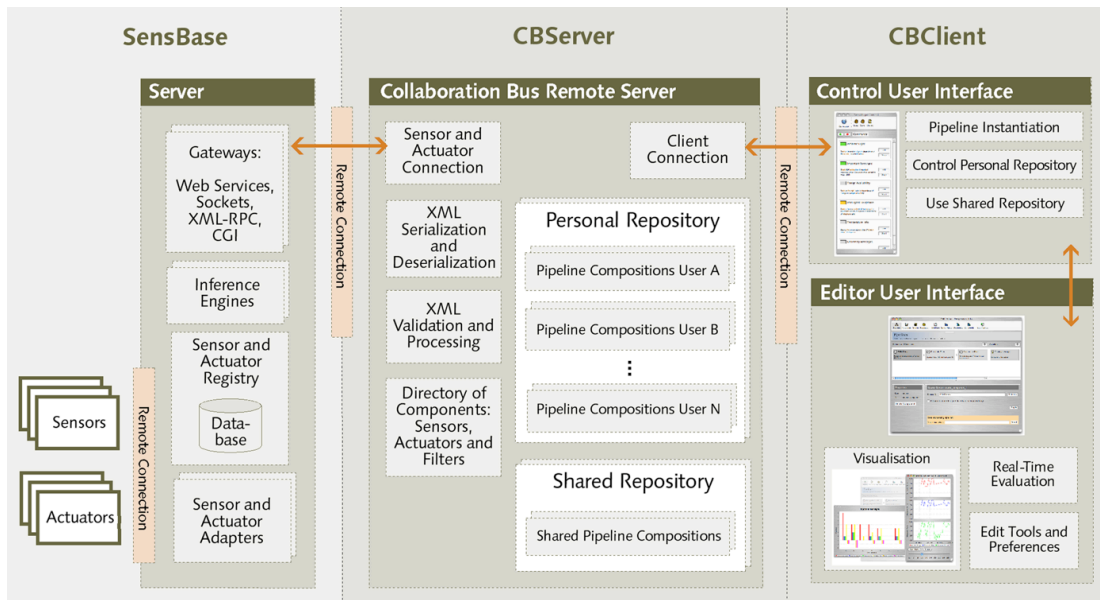 SensBase
CBServer
CBClient
Server
Gateways:
Web Services,
Sockets,
XML-RPC,
CGI
Inference
Engines
Sensor and
Actuator
Registry
Data-
base
Sensor and
Actuator
Adapters
Sensors
Actuators
Remote Connection
Remote Connection
Collaboration Bus Remote Server
Sensor and
Actuator
Connection
XML
Serialization and
Deserialization
XML
Validation and
Processing
Directory of
Components:
Sensors,
Actuators and
Filters
Client
Connection
Personal Repository
Pipeline Compositions User A
Pipeline Compositions User B
Pipeline Compositions User N
Shared Repository
Shared Pipeline Compositions
Remote Connection
Control User Interface
Pipeline Instantiation
Control Personal Repository
Use Shared Repository
Editor User Interface
Visualisation
Real-Time
Evaluation
Edit Tools and
Preferences